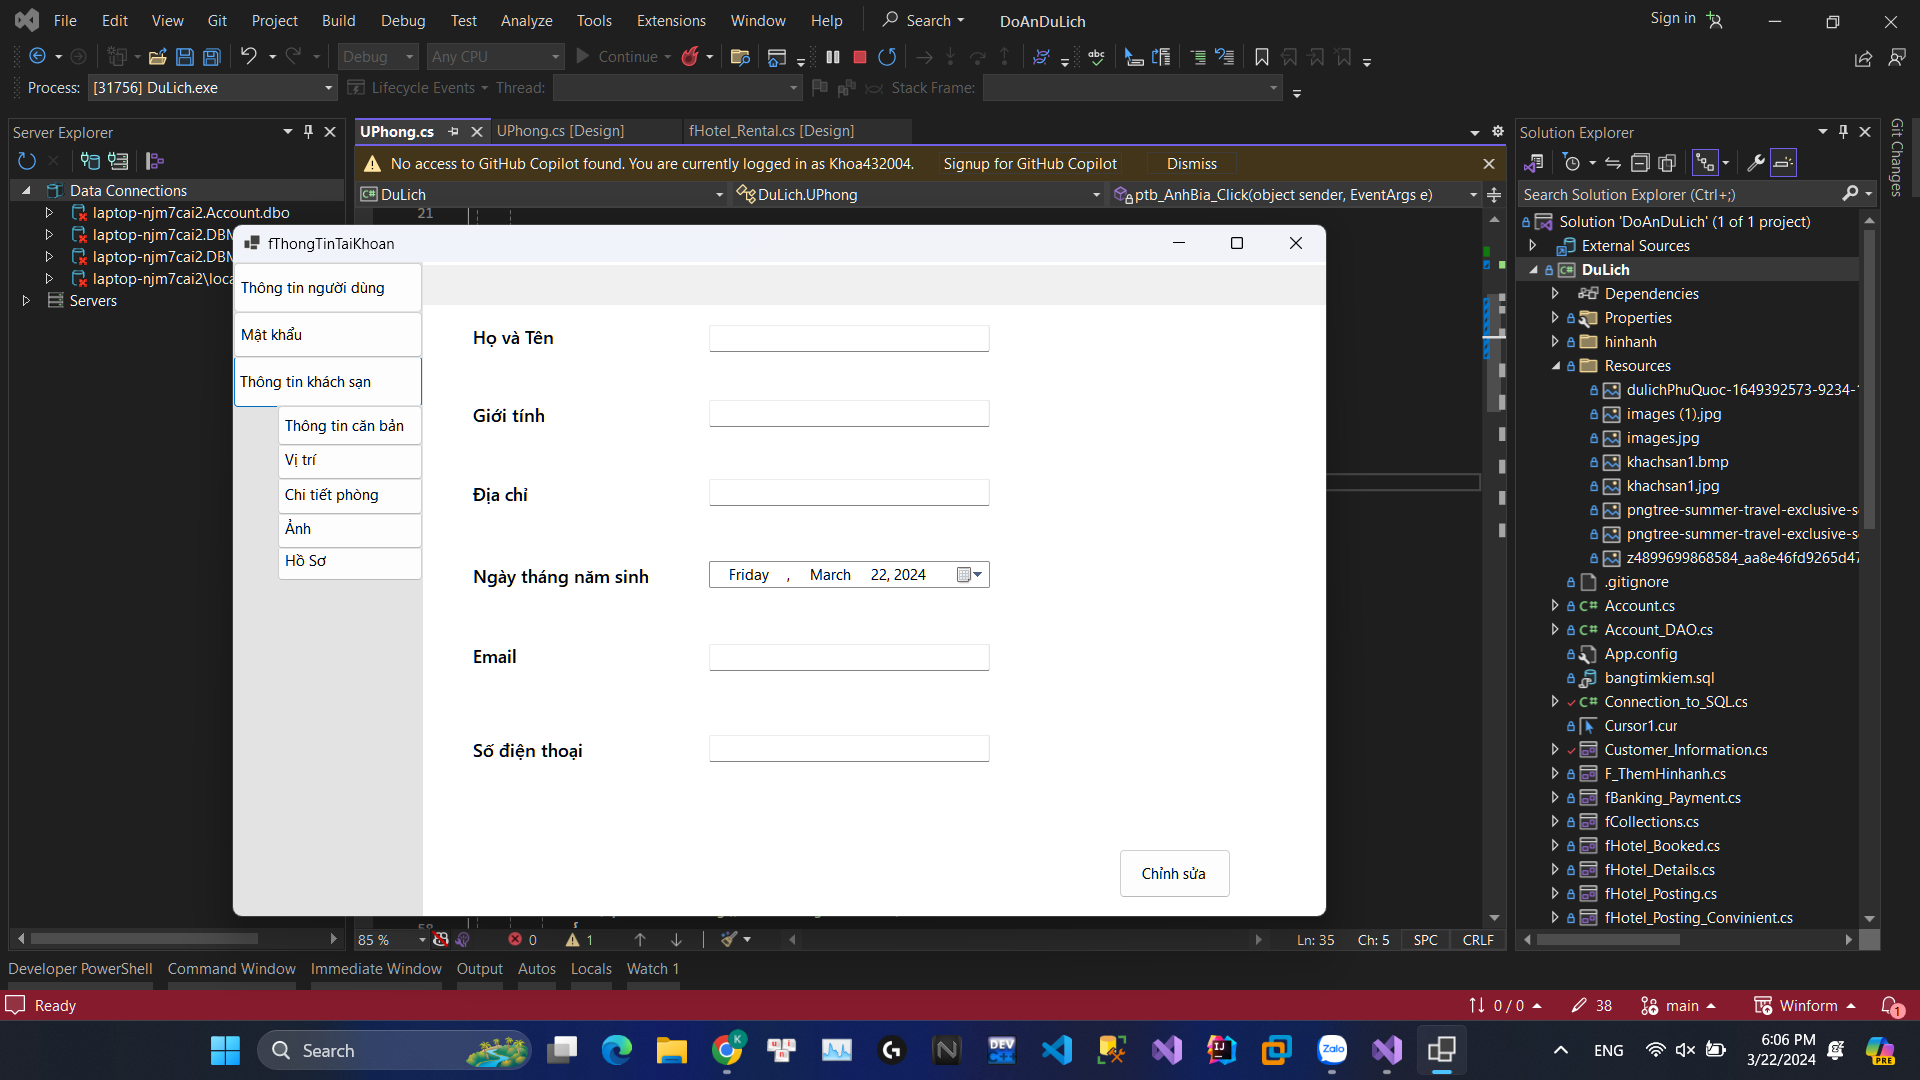 File Edit View Git Project Build Debug Test Analyze Tools Extensions Window Help Search DoAnDuLich Sign in
Debug Any CPU Continue
Process: [31756] DuLich.exe Lifecycle Events Thread: Stack Frame:
Server Explorer
Data Connections
laptop-njm7cai2.Account.dbo
laptop-njm7cai2.DBM
laptop-njm7cai2.DBM
laptop-njm7cai2\loca
Servers
UPhong.cs UPhong.cs [Design] fHotel_Rental.cs [Design]
No access to GitHub Copilot found. You are currently logged in as Khoa432004. Signup for GitHub Copilot Dismiss
DuLich DuLich.UPhong ptb_AnhBia_Click(object sender, EventArgs e)
21
fThongTinTaiKhoan
Thông tin người dùng
Mật khẩu
Thông tin khách sạn
Thông tin căn bản
Vị trí
Chi tiết phòng
Ảnh
Hồ Sơ
Họ và Tên
Giới tính
Địa chỉ
Ngày tháng năm sinh Friday , March 22, 2024
Email
Số điện thoại
Chỉnh sửa
85 % 0 1 Ln: 35 Ch: 5 SPC CRLF
Solution Explorer
Search Solution Explorer (Ctrl+;)
Solution 'DoAnDuLich' (1 of 1 project)
External Sources
DuLich
Dependencies
Properties
hinhanh
Resources
dulichPhuQuoc-1649392573-9234-
images (1).jpg
images.jpg
khachsan1.bmp
khachsan1.jpg
pngtree-summer-travel-exclusive-s
pngtree-summer-travel-exclusive-s
z4899699868584_aa8e46fd9265d47
.gitignore
Account.cs
Account_DAO.cs
App.config
bangtimkiem.sql
Connection_to_SQL.cs
Cursor1.cur
Customer_Information.cs
F_ThemHinhanh.cs
fBanking_Payment.cs
fCollections.cs
fHotel_Booked.cs
fHotel_Details.cs
fHotel_Posting.cs
fHotel_Posting_Convinient.cs
Git Changes
Developer PowerShell Command Window Immediate Window Output Autos Locals Watch 1
Ready 0 / 0 38 main Winform 1
Search ENG 6:06 PM
3/22/2024